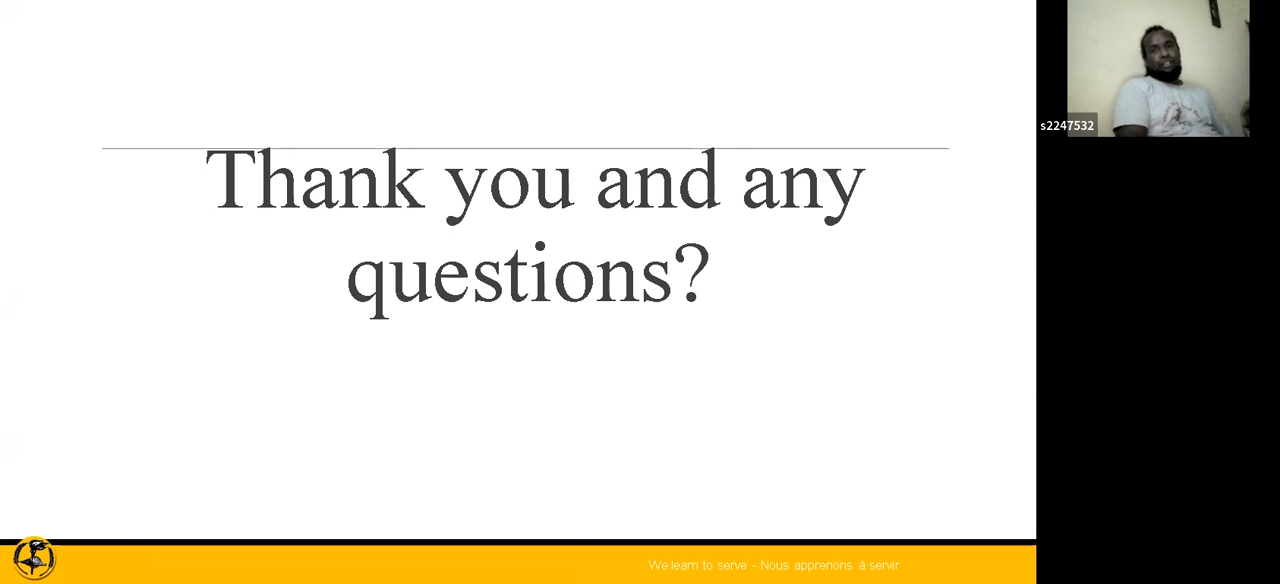 Thank you and any
questions?
We learn to serve - Nous apprenons à servir
s2247532